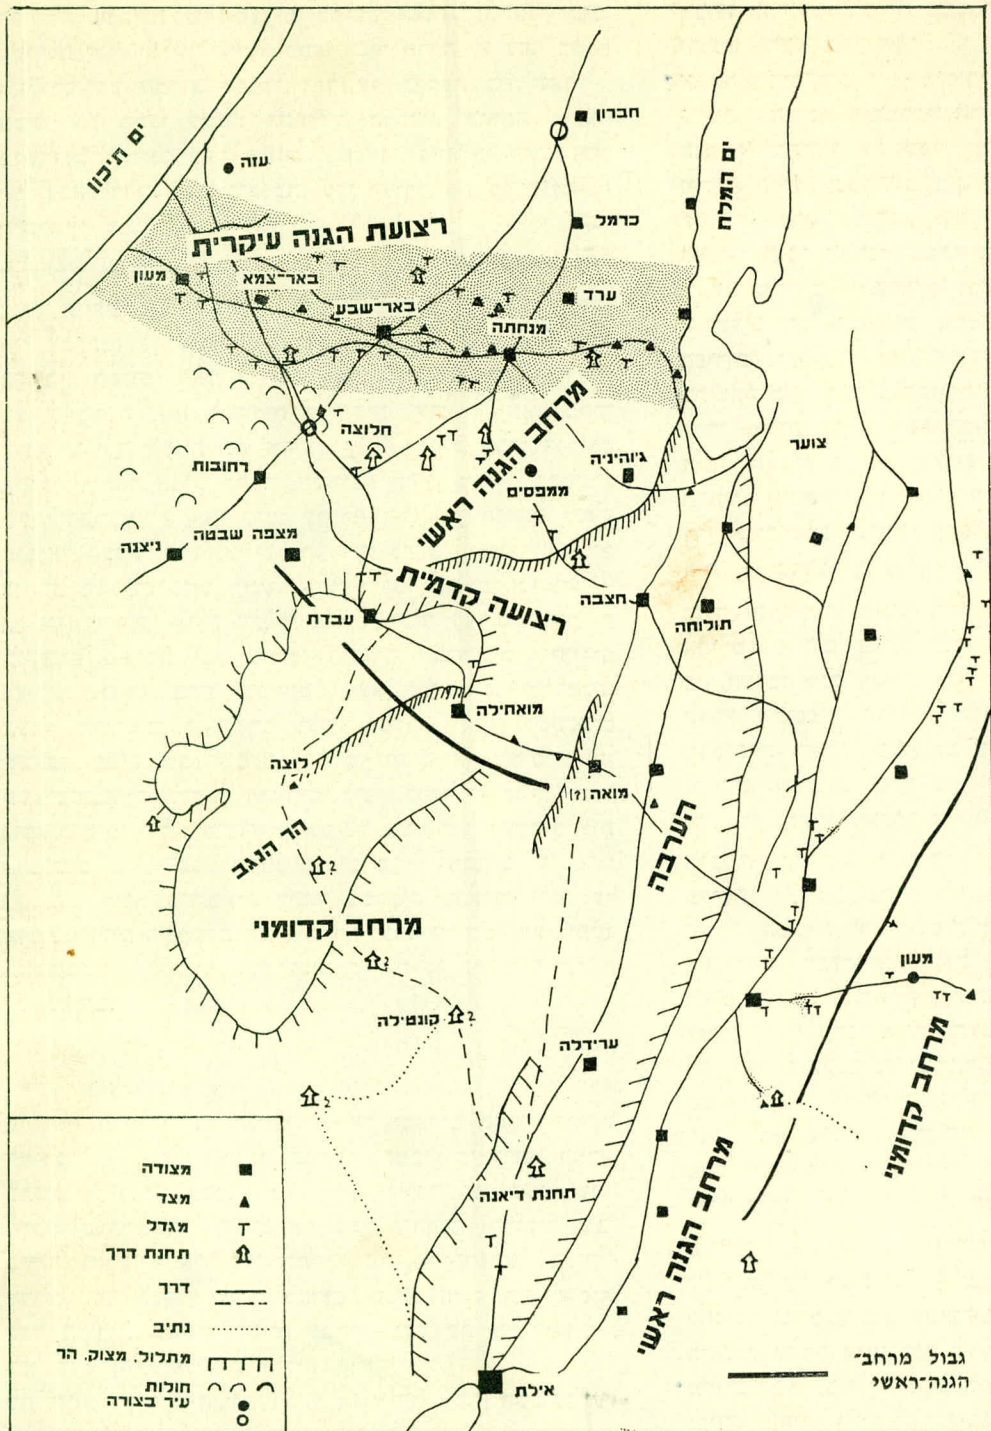 ים תיכון
עזה
חברון
ים המלח
כרמל
רצועת הגנה עיקרית
מעון
באר־צמא
באר־שבע
ערד
מנחתה
מרחב הגנה ראשי
חלוצה
צוער
רחובות
ג'והיניה
ממפסיס
ניצנה
מצפה שבטה
רצועה קדמית
חצבה
תולוחה
עבדת
מואחילה
לוצה
מואה (?)
הערבה
הר הנגב
מרחב קדומני
מעון
קונטילה
ערידלה
מרחב קדומני
תחנת דיאנה
מרחב הגנה ראשי
אילת
מצודה
מצד
מגדל
תחנת דרך
דרך
נתיב
מתלול. מצוק. הר
חולות
עיר בצורה
גבול מרחב־
הגנה־ראשי